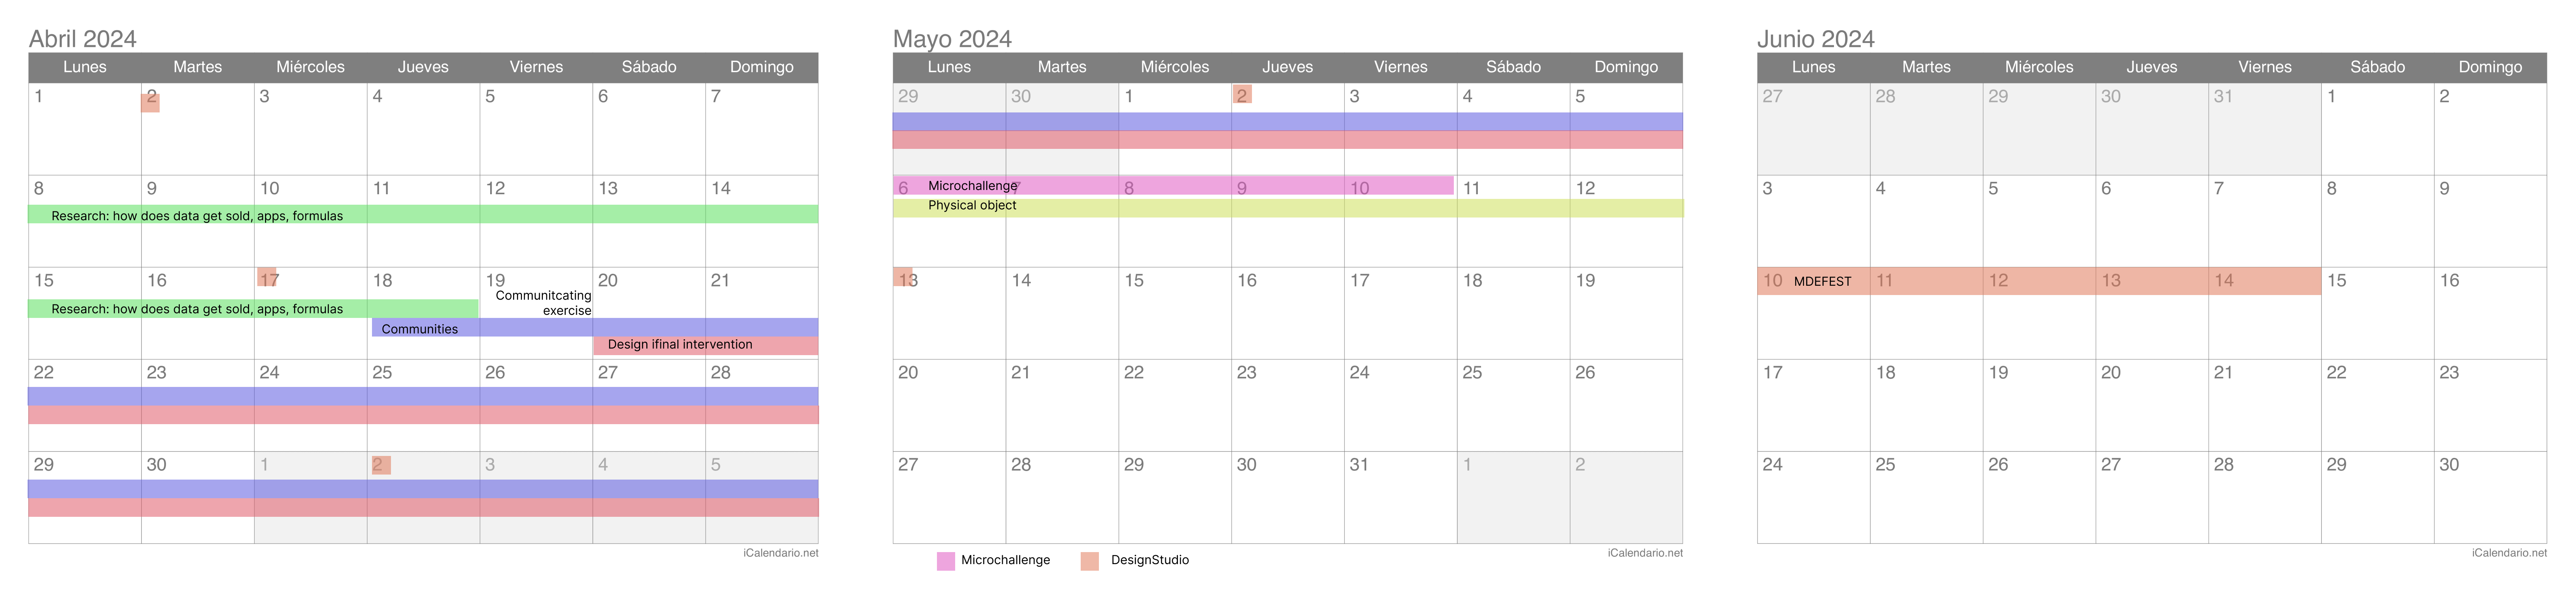 Abril 2024
Lunes Martes Miércoles Jueves Viernes Sábado Domingo
1 2 3 4 5 6 7
8 9 10 11 12 13 14
Research: how does data get sold, apps, formulas
15 16 17 18 19 20 21
Communitcating
exercise
Research: how does data get sold, apps, formulas
Communities
Design ifinal intervention
22 23 24 25 26 27 28
29 30 1 2 3 4 5
iCalendario.net
Mayo 2024
Lunes Martes Miércoles Jueves Viernes Sábado Domingo
29 30 1 2 3 4 5
6 Microchallenge 7 8 9 10 11 12
Physical object
13 14 15 16 17 18 19
20 21 22 23 24 25 26
27 28 29 30 31 1 2
iCalendario.net
Microchallenge DesignStudio
Junio 2024
Lunes Martes Miércoles Jueves Viernes Sábado Domingo
27 28 29 30 31 1 2
3 4 5 6 7 8 9
10 MDEFEST 11 12 13 14 15 16
17 18 19 20 21 22 23
24 25 26 27 28 29 30
iCalendario.net